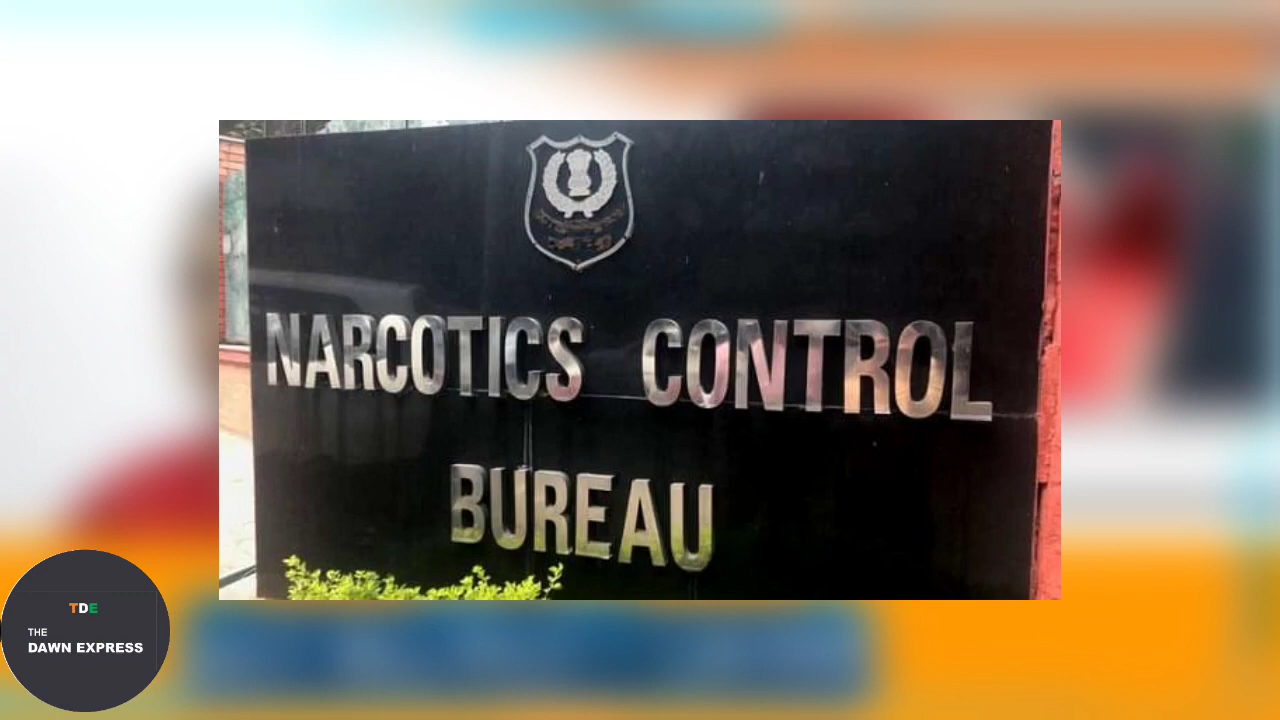 NARCOTICS CONTROL
BUREAU
TDE
THE
DAWN EXPRESS